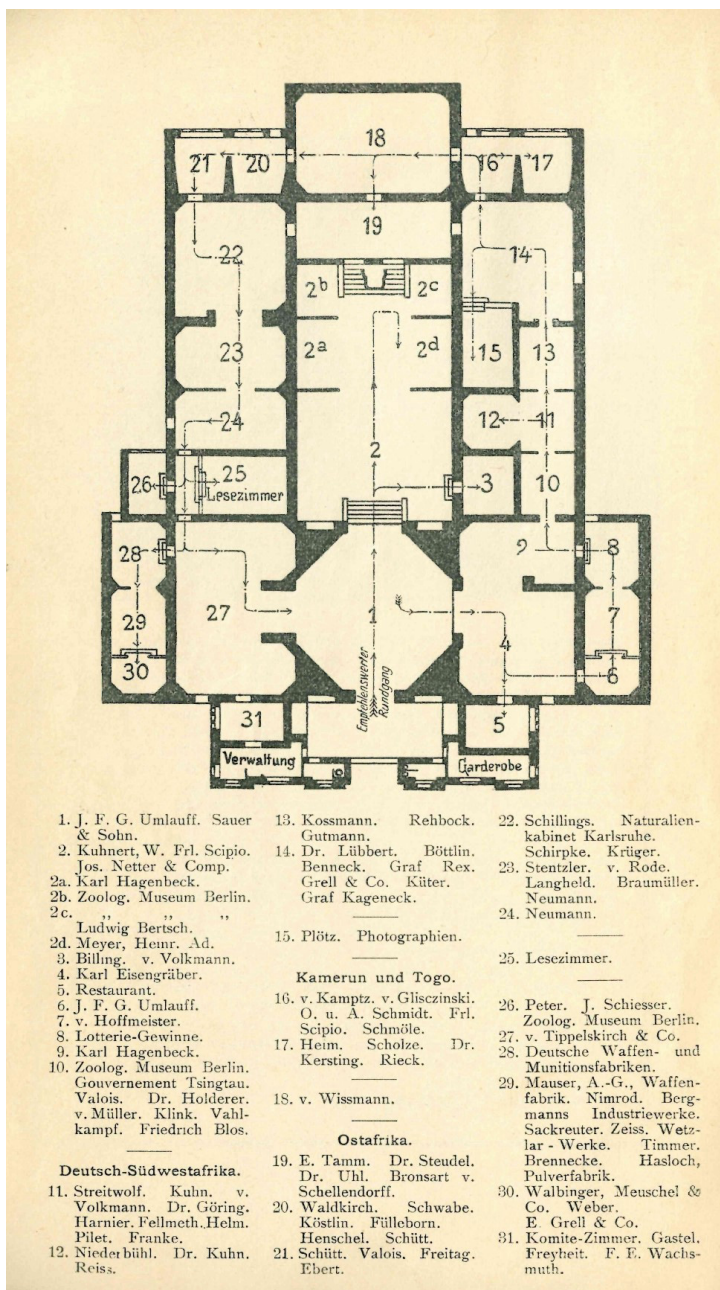 18
21
20
16
17
19
22
14
2b
2c
23
2a
2d
15
13
24
12
11
2
26
25
Lesezimmer
3
10
28
9
8
27
1
29
4
7
30
6
Empfehlenswerter
Rundgang
31
5
Verwaltung
Garderobe
1. J. F. G. Umlauff. Sauer
& Sohn.
2. Kuhnert, W. Frl. Scipio.
Jos. Netter & Comp.
2a. Karl Hagenbeck.
2b. Zoolog. Museum Berlin.
2c. ,, ,, ,,
Ludwig Bertsch.
2d. Meyer, Heinr. Ad.
3. Billing. v. Volkmann.
4. Karl Eisengräber.
5. Restaurant.
6. J. F. G. Umlauff.
7. v. Hoffmeister.
8. Lotterie-Gewinne.
9. Karl Hagenbeck.
10. Zoolog. Museum Berlin.
Gouvernement Tsingtau.
Valois. Dr. Holderer.
v. Müller. Klink. Vahl-
kampf. Friedrich Blos.
Deutsch-Südwestafrika.
11. Streitwolf. Kuhn. v.
Volkmann. Dr. Göring.
Harnier. Fellmeth. Helm.
Pilet. Franke.
12. Niederbühl. Dr. Kuhn.
Reiss.
13. Kossmann. Rehbock.
Gutmann.
14. Dr. Lübbert. Böttlin.
Benneck. Graf Rex.
Grell & Co. Küter.
Graf Kageneck.
15. Plötz. Photographien.
Kamerun und Togo.
16. v. Kamptz. v. Glisczinski.
O. u. A. Schmidt. Frl.
Scipio. Schmöle.
17. Heim. Scholze. Dr.
Kersting. Rieck.
18. v. Wissmann.
Ostafrika.
19. E. Tamm. Dr. Steudel.
Dr. Uhl. Bronsart v.
Schellendorff.
20. Waldkirch. Schwabe.
Köstlin. Fülleborn.
Henschel. Schütt.
21. Schütt. Valois. Freitag.
Ebert.
22. Schillings. Naturalien-
kabinet Karlsruhe.
Schirpke. Krüger.
23. Stentzler. v. Rode.
Langheld. Braumüller.
Neumann.
24. Neumann.
25. Lesezimmer.
26. Peter. J. Schiesser.
Zoolog. Museum Berlin.
27. v. Tippelskirch & Co.
28. Deutsche Waffen- und
Munitionsfabriken.
29. Mauser, A.-G., Waffen-
fabrik. Nimrod. Berg-
manns Industriewerke.
Sackreuter. Zeiss. Wetz-
lar - Werke. Timmer.
Brennecke. Hasloch,
Pulverfabrik.
30. Walbinger, Meuschel &
Co. Weber.
E. Grell & Co.
31. Komite-Zimmer. Gastel.
Freyheit. F. E. Wachs-
muth.